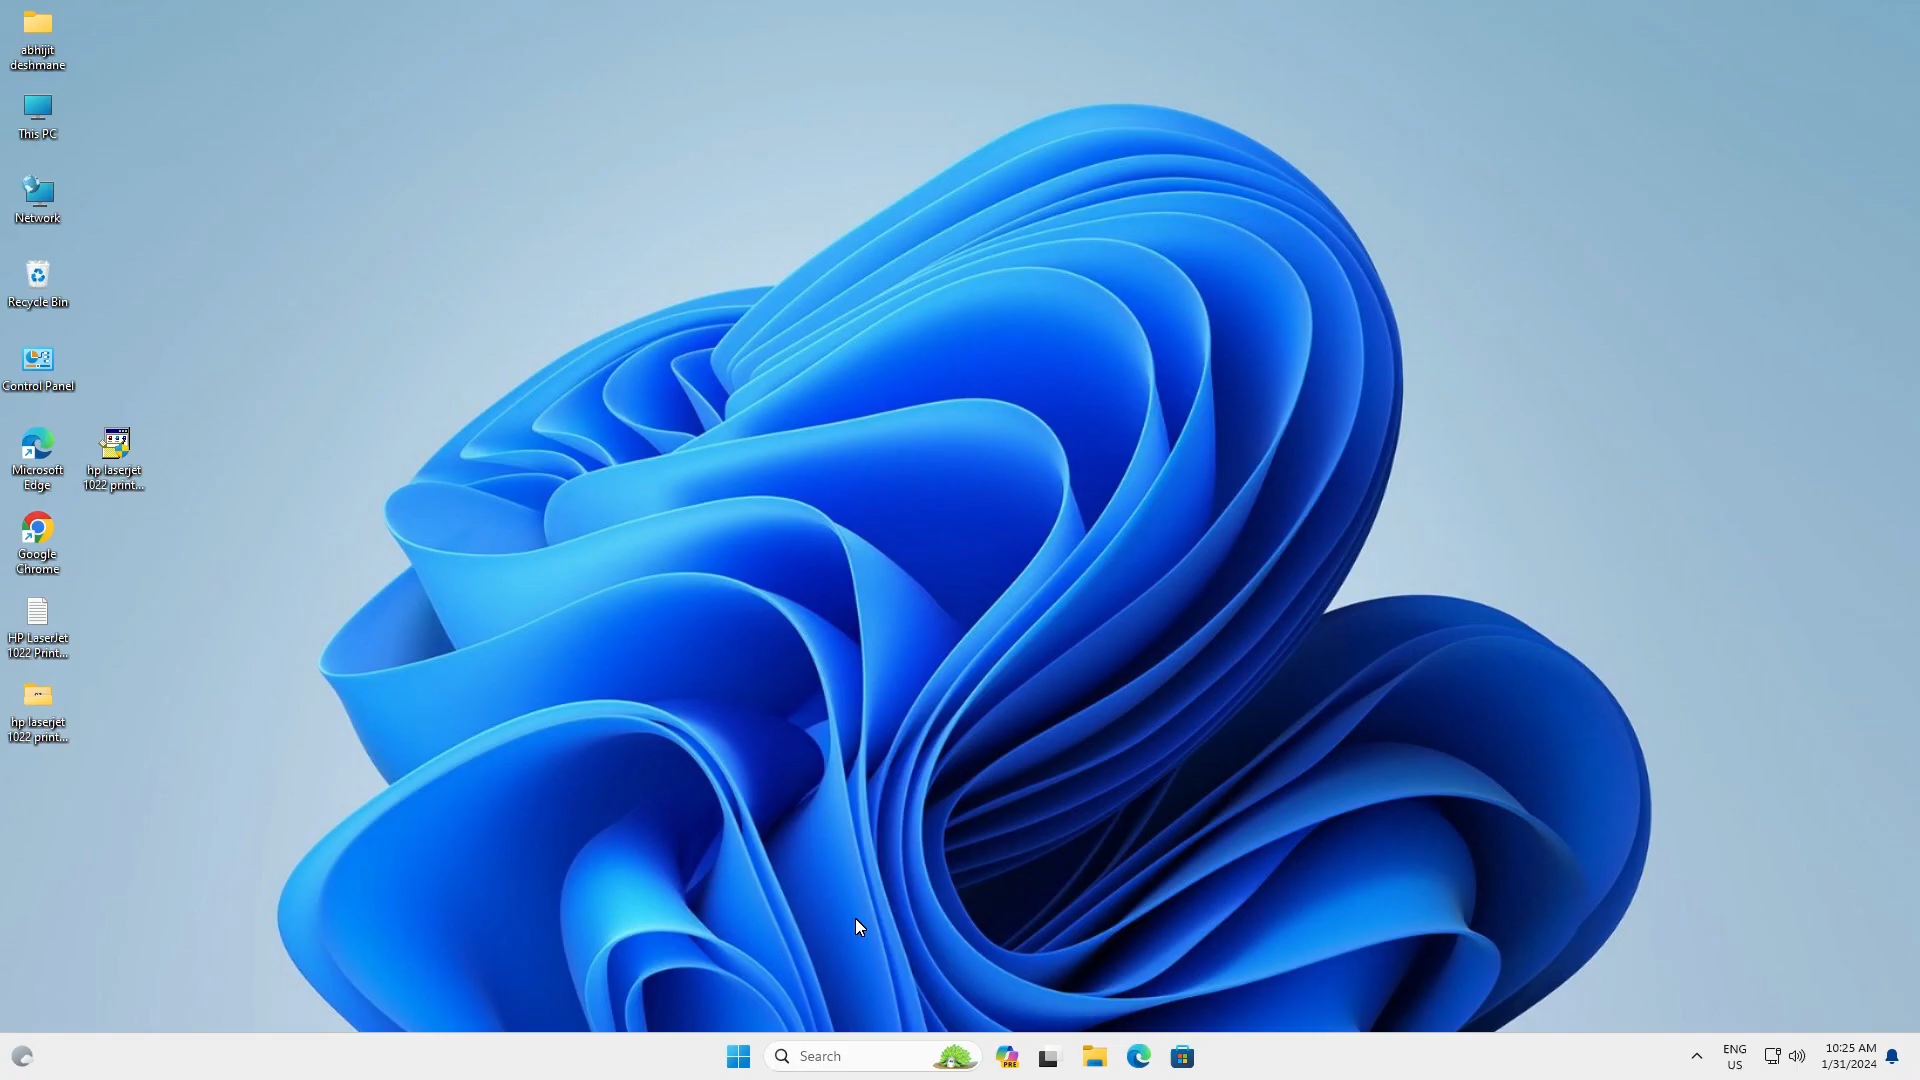 abhijit
deshmane
This PC
Network
Recycle Bin
Control Panel
Microsoft
Edge
hp laserjet
1022 print...
Google
Chrome
HP LaserJet
1022 Print...
hp laserjet
1022 print...
Search
PRE
ENG
US
10:25 AM
1/31/2024